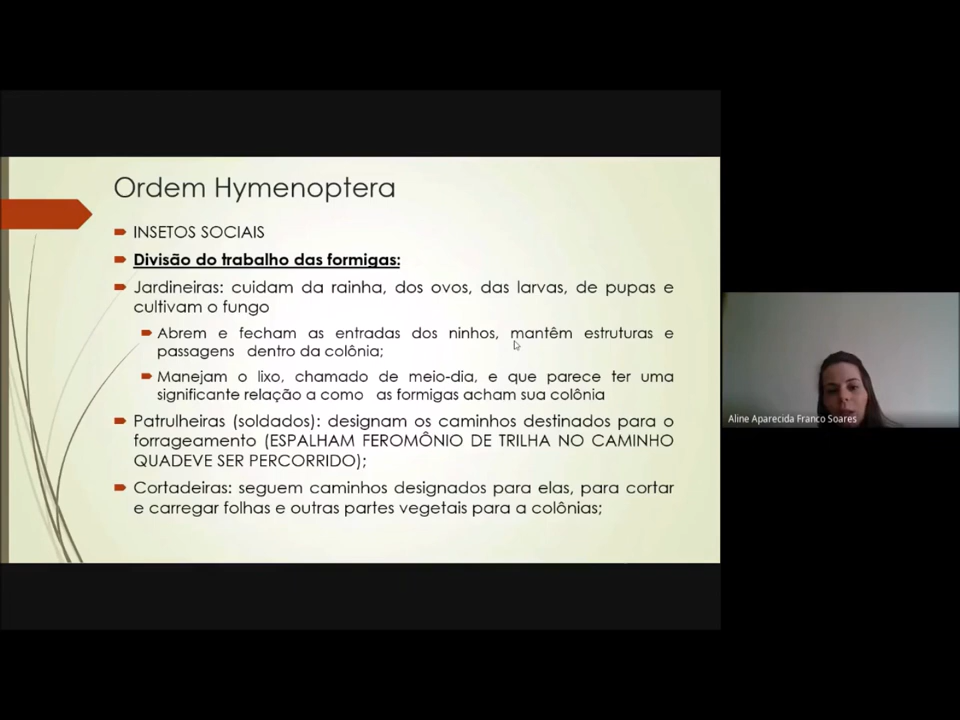 Ordem Hymenoptera
INSETOS SOCIAIS
Divisão do trabalho das formigas:
Jardineiras: cuidam da rainha, dos ovos, das larvas, de pupas e
cultivam o fungo
Abrem e fecham as entradas dos ninhos, mantêm estruturas e
passagens dentro da colônia;
Manejam o lixo, chamado de meio-dia, e que parece ter uma
significante relação a como as formigas acham sua colônia
Patrulheiras (soldados): designam os caminhos destinados para o
forrageamento (ESPALHAM FEROMÔNIO DE TRILHA NO CAMINHO
QUADEVE SER PERCORRIDO);
Cortadeiras: seguem caminhos designados para elas, para cortar
e carregar folhas e outras partes vegetais para a colônias;
Aline Aparecida Franco Soares